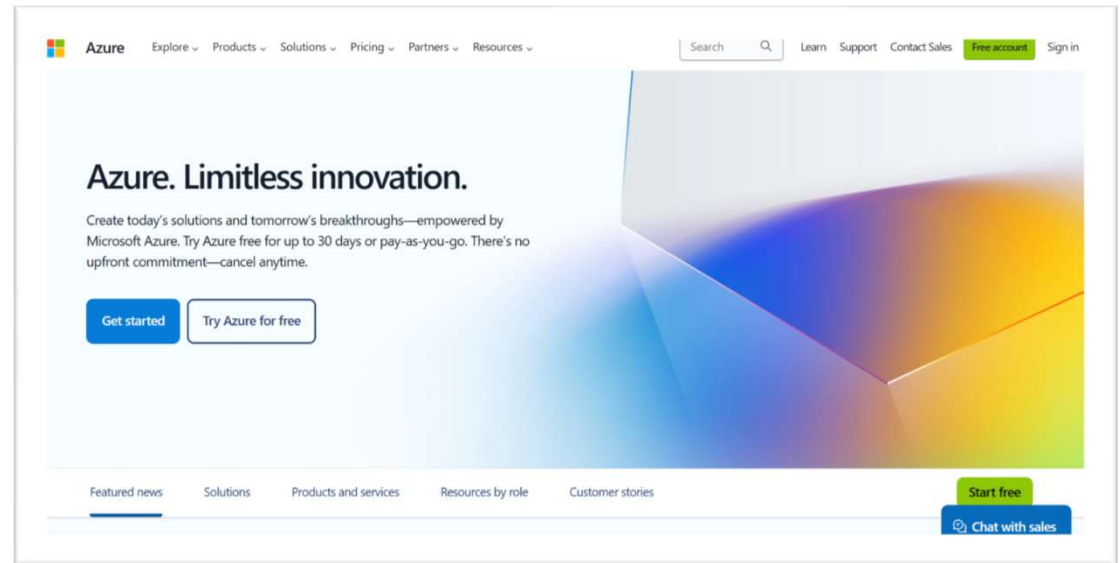 Azure Explore Products Solutions Pricing Partners Resources Search Learn Support Contact Sales Free account Sign in
Azure. Limitless innovation.
Create today's solutions and tomorrow's breakthroughs—empowered by
Microsoft Azure. Try Azure free for up to 30 days or pay-as-you-go. There's no
upfront commitment—cancel anytime.
Get started Try Azure for free
Featured news Solutions Products and services Resources by role Customer stories Start free
Chat with sales